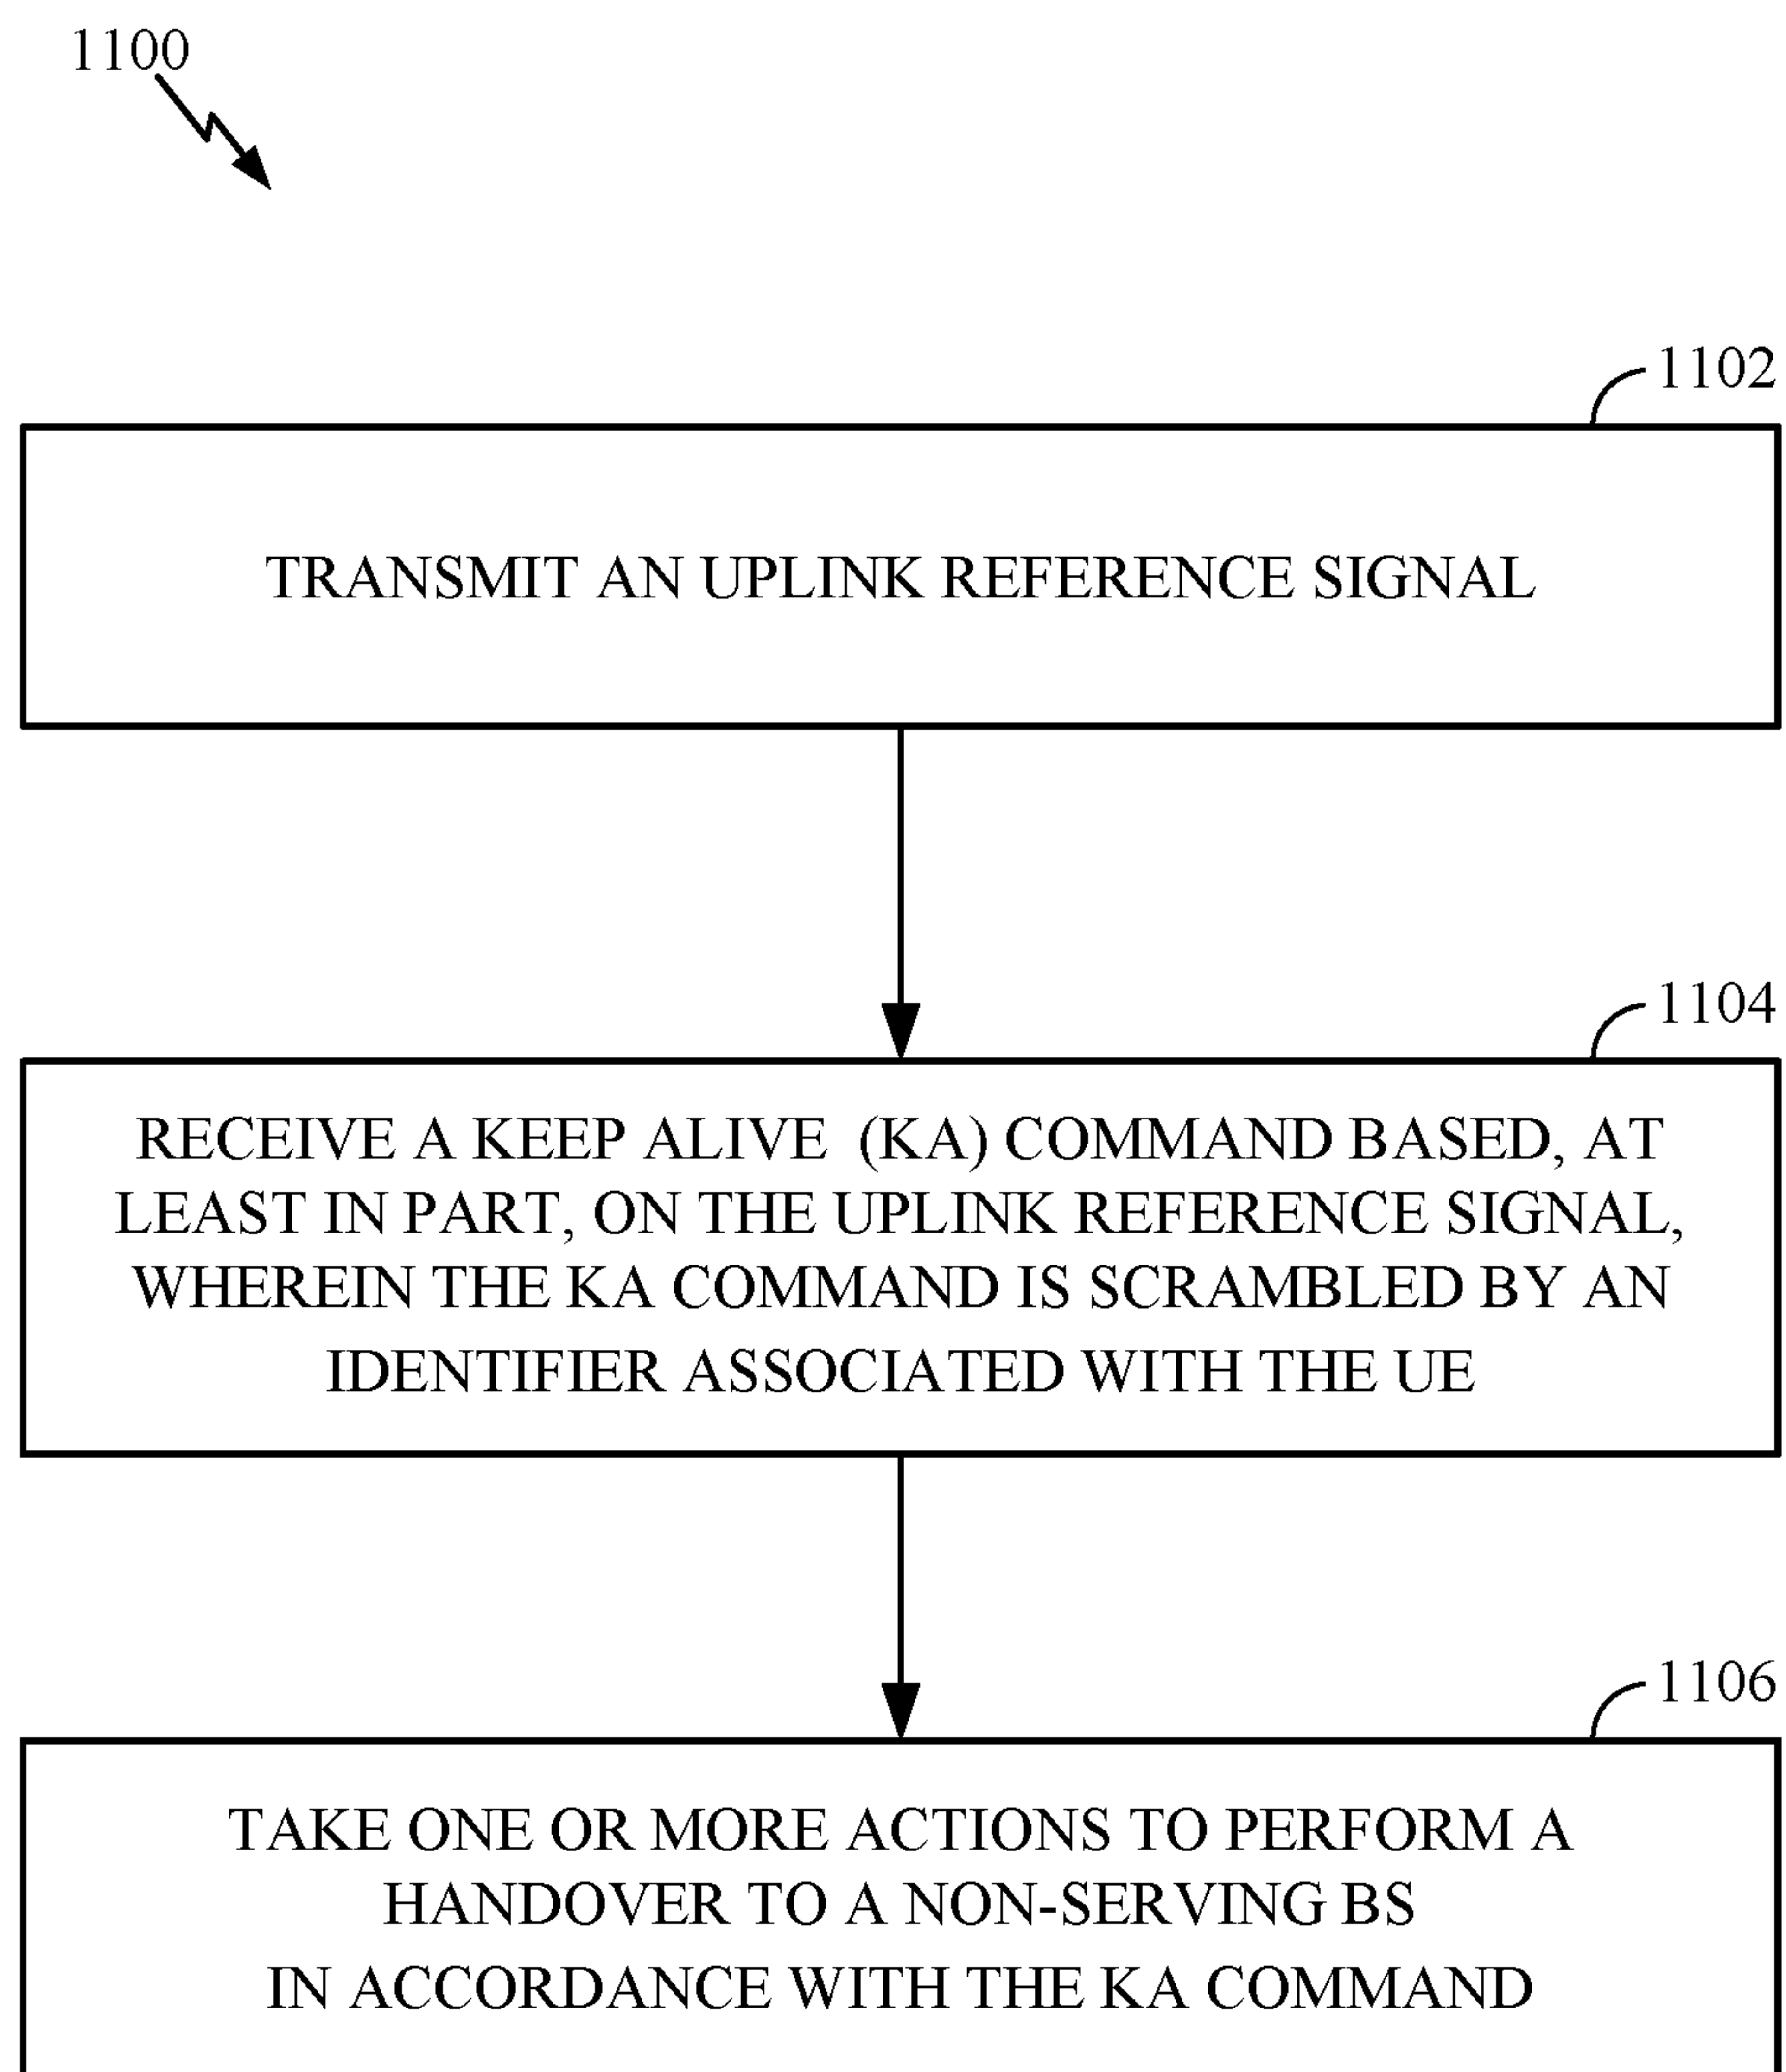 1100
1102
TRANSMIT AN UPLINK REFERENCE SIGNAL
1104
RECEIVE A KEEP ALIVE (KA) COMMAND BASED, AT
LEAST IN PART, ON THE UPLINK REFERENCE SIGNAL,
WHEREIN THE KA COMMAND IS SCRAMBLED BY AN
IDENTIFIER ASSOCIATED WITH THE UE
1106
TAKE ONE OR MORE ACTIONS TO PERFORM A
HANDOVER TO A NON-SERVING BS
IN ACCORDANCE WITH THE KA COMMAND